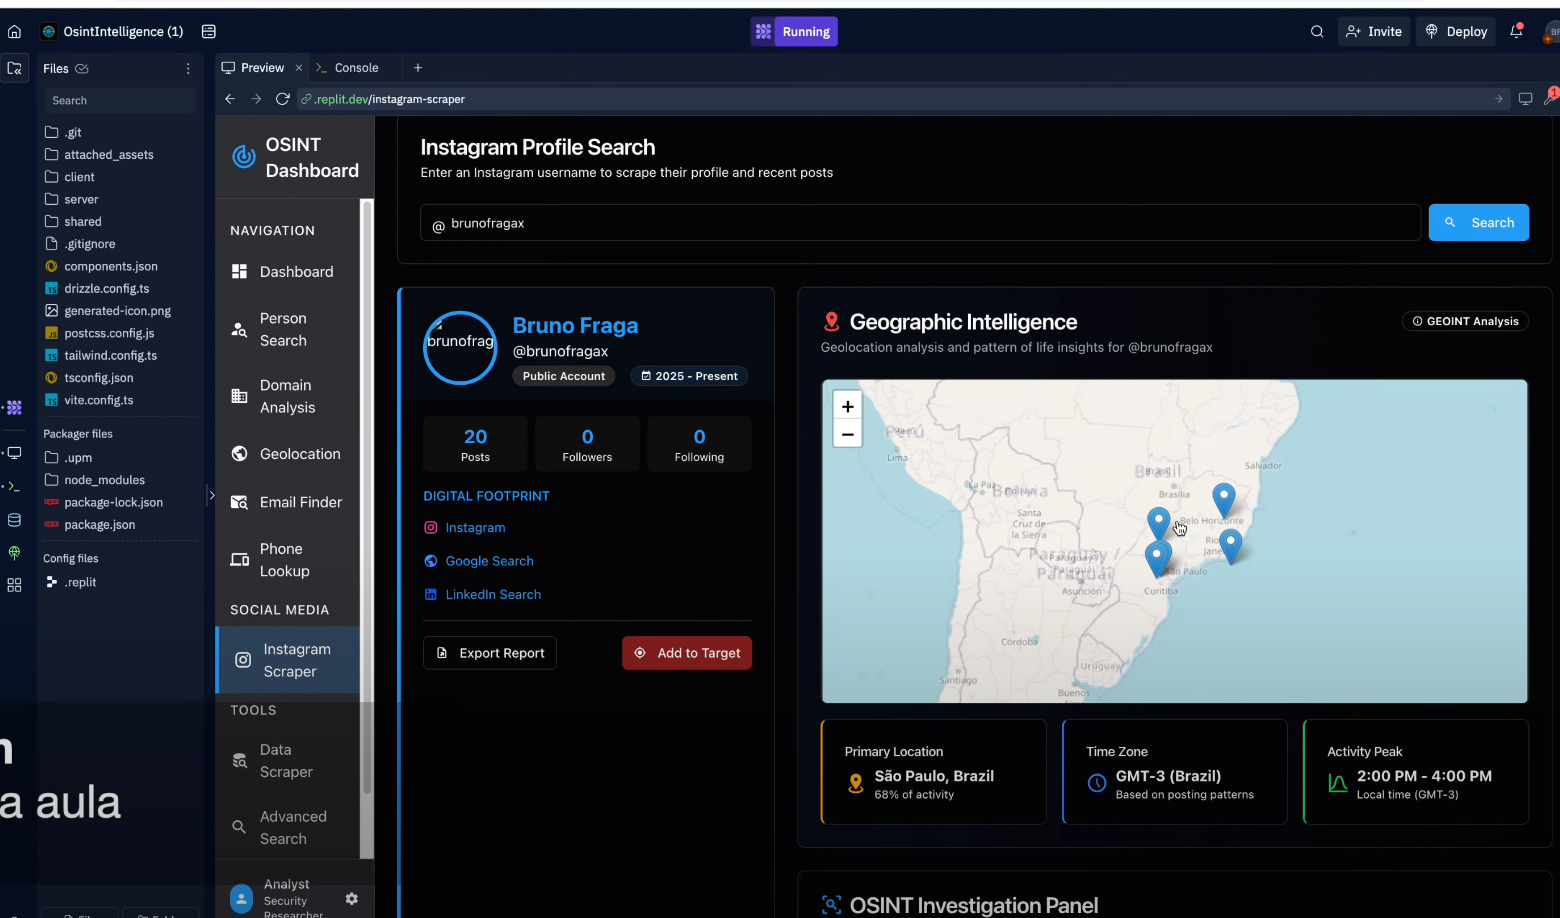 OsintIntelligence (1)
Running
Invite
Deploy
Files
Preview
Console
Search
.replit.dev/instagram-scraper
.git
attached_assets
client
server
shared
.gitignore
components.json
drizzle.config.ts
generated-icon.png
postcss.config.js
tailwind.config.ts
tsconfig.json
vite.config.ts
Packager files
.upm
node_modules
package-lock.json
package.json
Config files
.replit
a aula
OSINT
Dashboard
NAVIGATION
Dashboard
Person
Search
Domain
Analysis
Geolocation
Email Finder
Phone
Lookup
SOCIAL MEDIA
Instagram
Scraper
TOOLS
Data
Scraper
Advanced
Search
Analyst
Security
Researcher
Instagram Profile Search
Enter an Instagram username to scrape their profile and recent posts
@ brunofragax
Search
brunofrag
Bruno Fraga
@brunofragax
Public Account
2025 - Present
20
Posts
0
Followers
0
Following
DIGITAL FOOTPRINT
Instagram
Google Search
LinkedIn Search
Export Report
Add to Target
Geographic Intelligence
GEOINT Analysis
Geolocation analysis and pattern of life insights for @brunofragax
+
−
Perú
Lima
Brasil
Salvador
Brasília
La Paz
Bolivia
Santa
Cruz de
la Sierra
Belo Horizonte
Paraguay /
Paraguái
São Paulo
Asunción
Curitiba
Córdoba
Uruguay
Santiago
Buenos
Primary Location
São Paulo, Brazil
68% of activity
Time Zone
GMT-3 (Brazil)
Based on posting patterns
Activity Peak
2:00 PM - 4:00 PM
Local time (GMT-3)
OSINT Investigation Panel